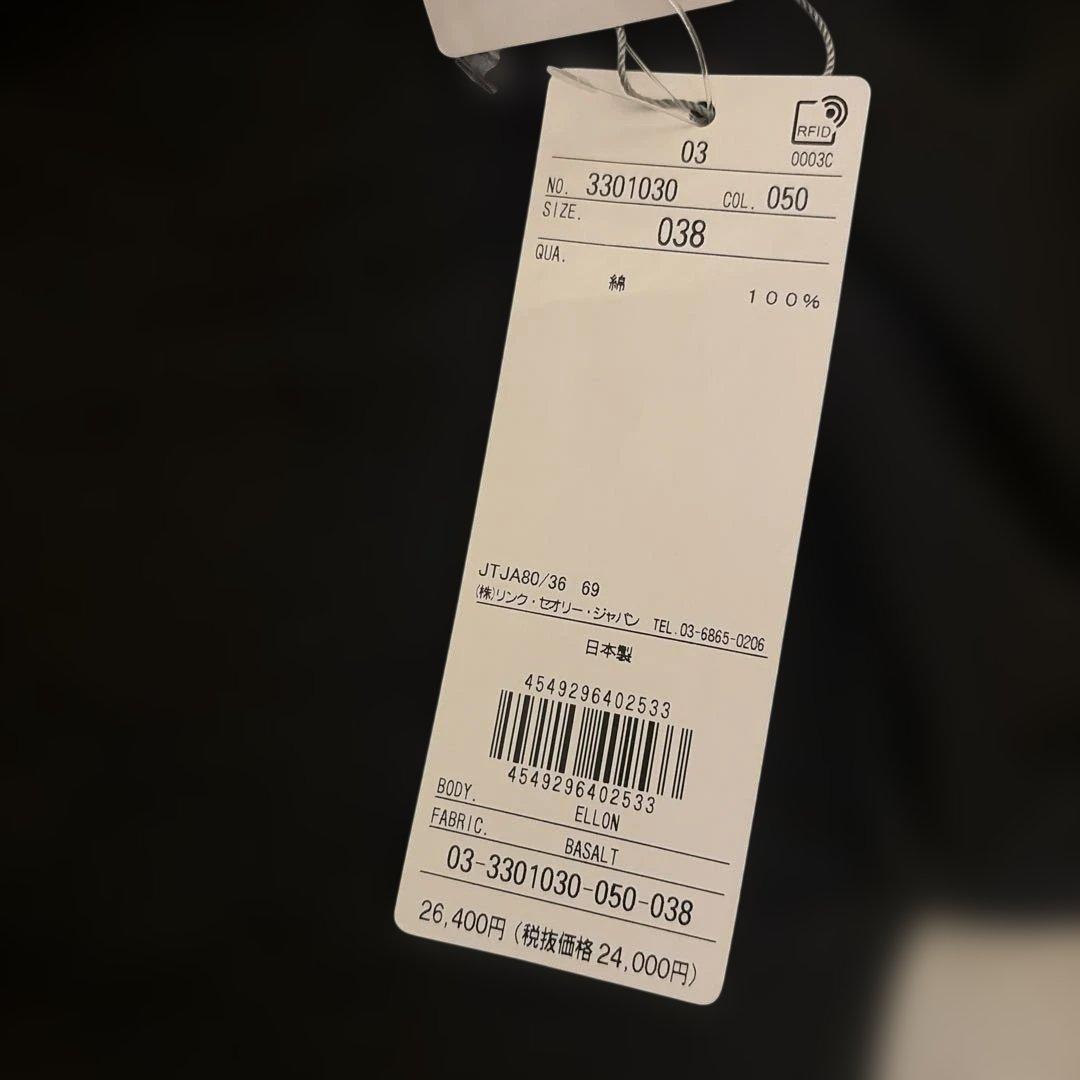 RFID
03
0003C
NO. 3301030 COL. 050
SIZE.
038
QUA.
綿 100%
JTJA80/36 69
(株)リンク・セオリー・ジャパン TEL.03-6865-0206
日本製
4549296402533
4549296402533
BODY.
ELLON
FABRIC.
BASALT
03-3301030-050-038
26,400円(税抜価格24,000円)